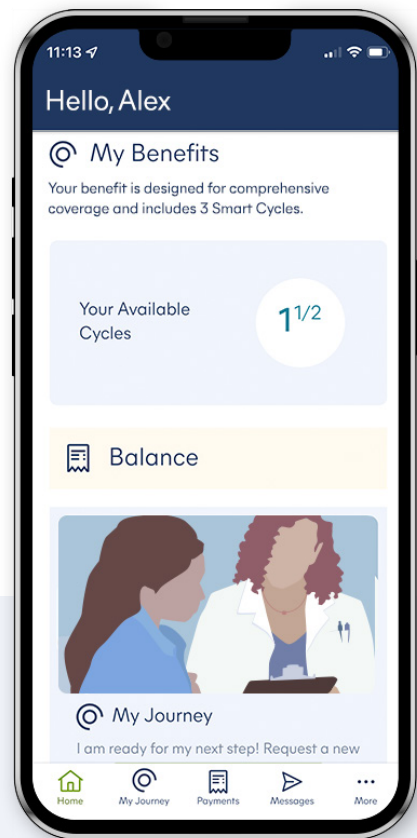 11:13
Hello, Alex
My Benefits
Your benefit is designed for comprehensive
coverage and includes 3 Smart Cycles.
Your Available
Cycles
1 1/2
Balance
My Journey
I am ready for my next step! Request a new
Home
My Journey
Payments
Messages
More